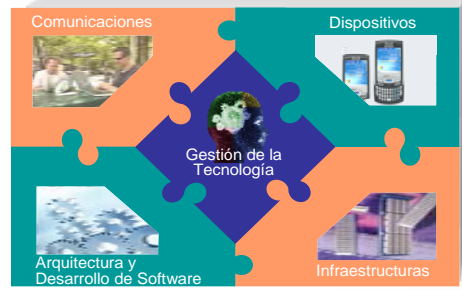 Comunicaciones
Dispositivos
Gestión de la
Tecnología
Arquitectura y
Desarrollo de Software
Infraestructuras